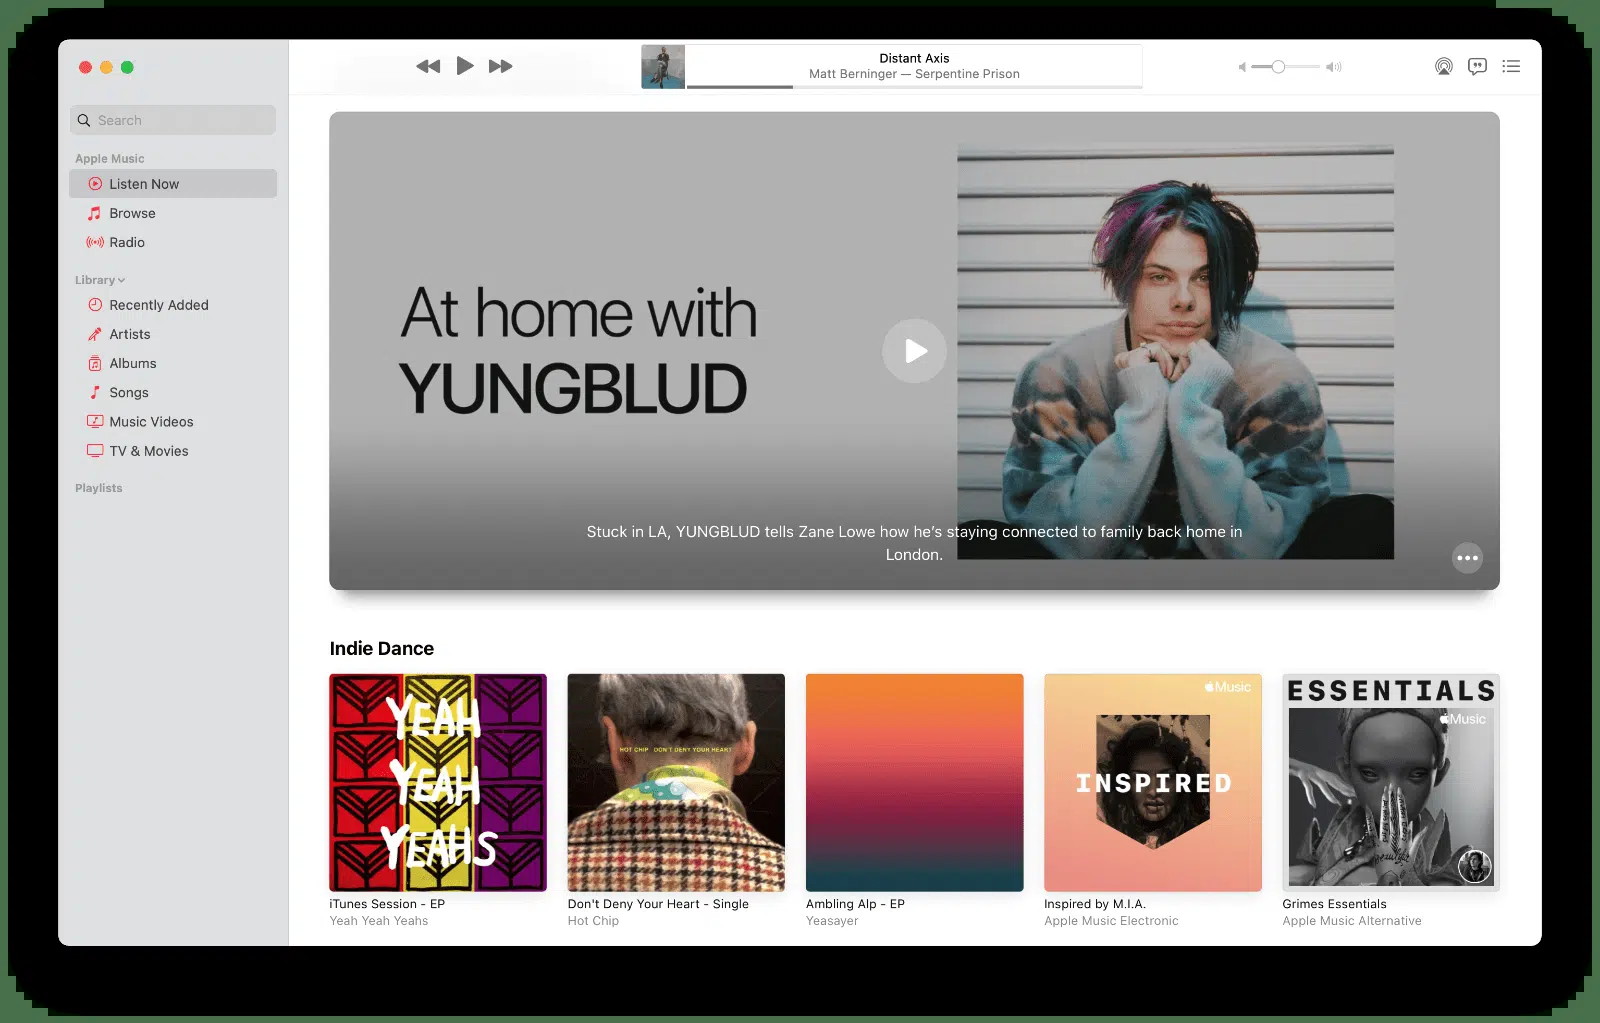 Search
Apple Music
Listen Now
Browse
Radio
Library
Recently Added
Artists
Albums
Songs
Music Videos
TV & Movies
Playlists
Distant Axis
Matt Berninger — Serpentine Prison
At home with
YUNGBLUD
Stuck in LA, YUNGBLUD tells Zane Lowe how he's staying connected to family back home in
London.
Indie Dance
YEAH
YEAH
YEAHS
iTunes Session - EP
Yeah Yeah Yeahs
HOT CHIP DON'T DENY YOUR HEART
Don't Deny Your Heart - Single
Hot Chip
Ambling Alp - EP
Yeasayer
Music
INSPIRED
Inspired by M.I.A.
Apple Music Electronic
ESSENTIALS
Music
beautiful
Grimes Essentials
Apple Music Alternative